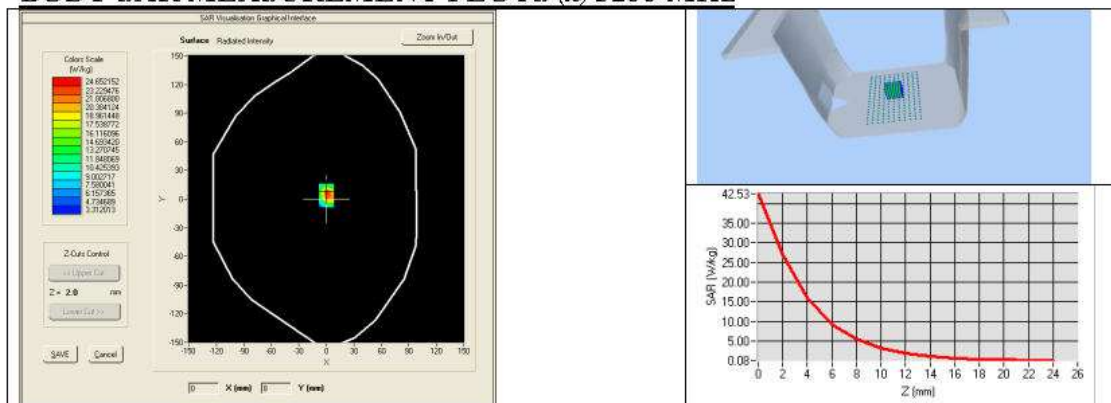 SAR Visualisation Graphical Interface
Surface Radiated Intensity
Zoom In/Out
Colors Scale
(W/kg)
24.652152
23.229476
21.806800
20.384124
18.961448
17.538772
16.116096
14.693420
13.270745
11.848069
10.425393
9.002717
7.580041
6.157365
4.734689
3.312013
Z-Cuts Control
<< Upper Cut
Z = 2.0 mm
Lower Cut >>
SAVE Cancel
150
120
90
60
30
0
-30
-60
-90
-120
-150
Y
-150 -120 -90 -60 -30 0 30 60 90 120 150
X
0 X (mm) 0 Y (mm)
42.53
35.00
30.00
25.00
20.00
15.00
10.00
5.00
0.08
SAR (W/kg)
0 2 4 6 8 10 12 14 16 18 20 22 24 26
Z (mm)